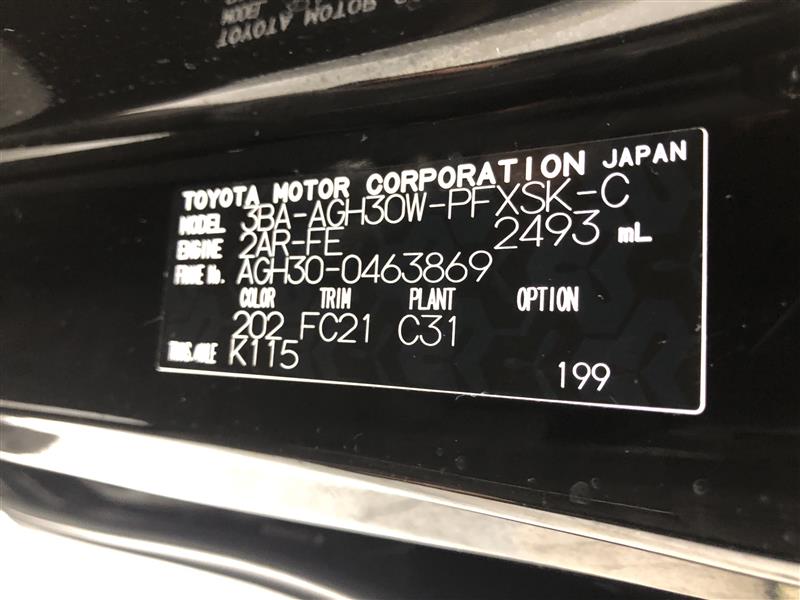 TOYOTA MOTOR CORPORATION JAPAN
MODEL 3BA-AGH30W-PFXSK-C
ENGINE 2AR-FE 2493 mL
FRAME No. AGH30-0463869
COLOR TRIM PLANT OPTION
202 FC21 C31
TRANS./AXLE K115
199